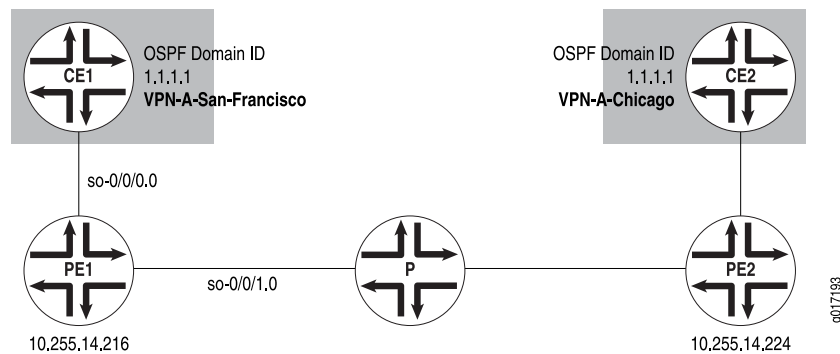 CE1
OSPF Domain ID
1.1.1.1
VPN-A-San-Francisco
OSPF Domain ID
1.1.1.1
VPN-A-Chicago
CE2
so-0/0/0.0
PE1
so-0/0/1.0
P
PE2
10.255.14.216
10.255.14.224
g017193